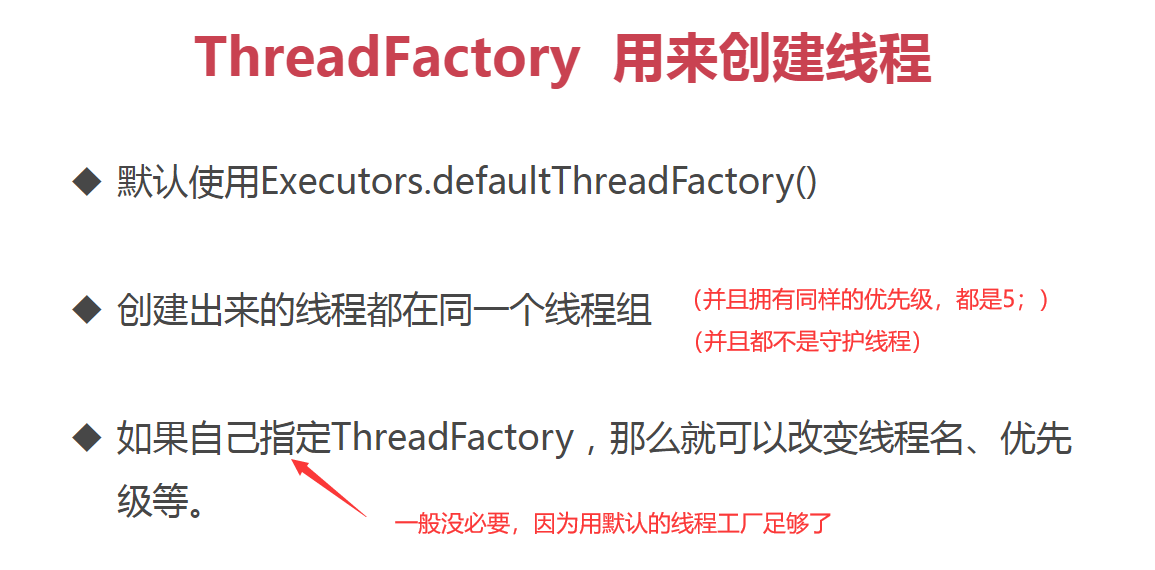 ThreadFactory 用来创建线程
◆ 默认使用Executors.defaultThreadFactory()
◆ 创建出来的线程都在同一个线程组 （并且拥有同样的优先级，都是5；）
（并且都不是守护线程）
◆ 如果自己指定ThreadFactory，那么就可以改变线程名、优先
级等。
一般没必要，因为用默认的线程工厂足够了